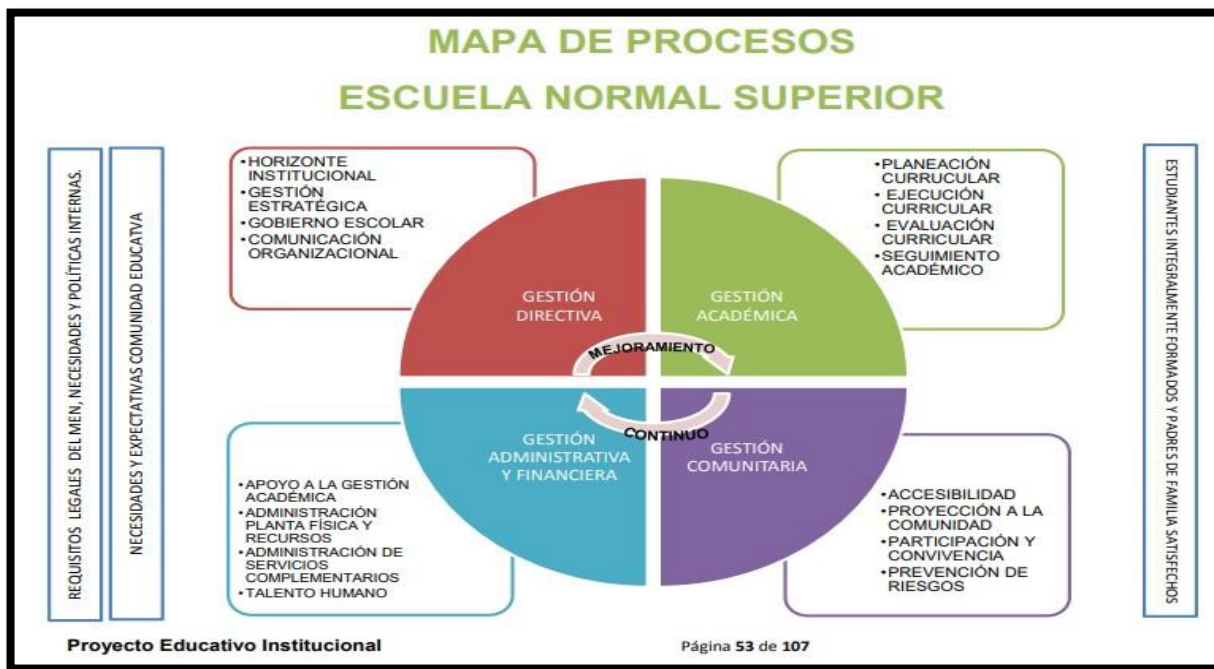 MAPA DE PROCESOS
ESCUELA NORMAL SUPERIOR
REQUISITOS LEGALES DEL MEN, NECESIDADES Y POLÍTICAS INTERNAS.
NECESIDADES Y EXPECTATIVAS COMUNIDAD EDUCATVA
•HORIZONTE
INSTITUCIONAL
•GESTIÓN
ESTRATÉGICA
•GOBIERNO ESCOLAR
•COMUNICACIÓN
ORGANIZACIONAL
•PLANEACIÓN
CURRUCULAR
• EJECUCIÓN
CURRICULAR
• EVALUACIÓN
CURRICULAR
•SEGUIMIENTO
ACADÉMICO
GESTIÓN
DIRECTIVA
GESTIÓN
ACADÉMICA
MEJORAMIENTO
CONTINUO
GESTIÓN
ADMINISTRATIVA
Y FINANCIERA
GESTIÓN
COMUNITARIA
•APOYO A LA GESTIÓN
ACADÉMICA
•ADMINISTRACIÓN
PLANTA FÍSICA Y
RECURSOS
•ADMINISTRACIÓN DE
SERVICIOS
COMPLEMENTARIOS
•TALENTO HUMANO
•ACCESIBILIDAD
•PROYECCIÓN A LA
COMUNIDAD
•PARTICIPACIÓN Y
CONVIVENCIA
•PREVENCIÓN DE
RIESGOS
ESTUDIANTES INTEGRALMENTE FORMADOS Y PADRES DE FAMILIA SATISFECHOS
Proyecto Educativo Institucional
Página 53 de 107